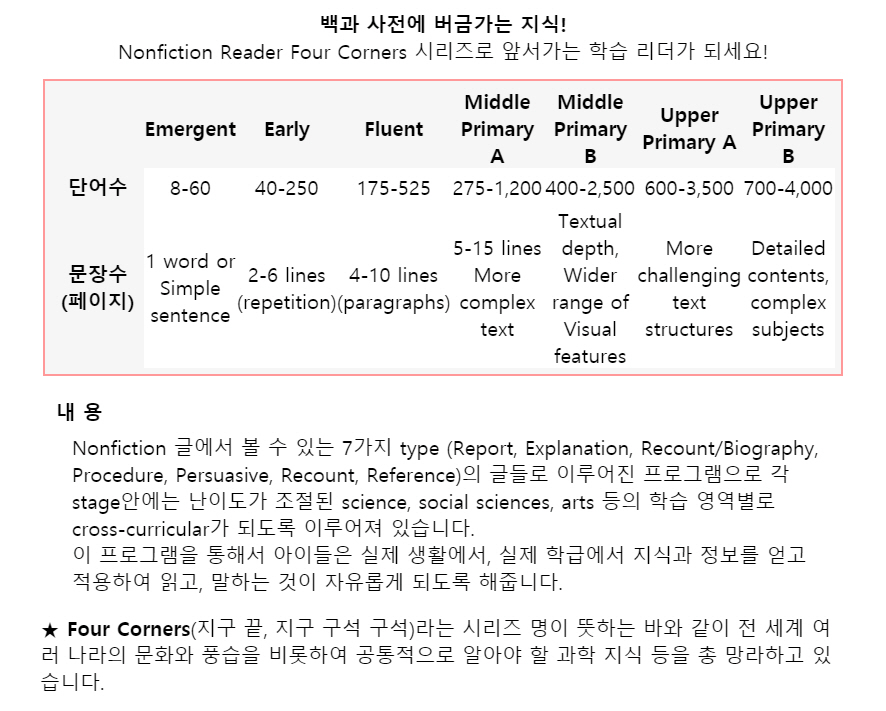 백과 사전에 버금가는 지식!
Nonfiction Reader Four Corners 시리즈로 앞서가는 학습 리더가 되세요!
Emergent Early Fluent Middle Primary A Middle Primary B Upper Primary A Upper Primary B
단어수 8-60 40-250 175-525 275-1,200 400-2,500 600-3,500 700-4,000
문장수 (페이지) 1 word or Simple sentence 2-6 lines (repetition) 4-10 lines (paragraphs) 5-15 lines More complex text Textual depth, Wider range of Visual features More challenging text structures Detailed contents, complex subjects
내 용
Nonfiction 글에서 볼 수 있는 7가지 type (Report, Explanation, Recount/Biography,
Procedure, Persuasive, Recount, Reference)의 글들로 이루어진 프로그램으로 각
stage안에는 난이도가 조절된 science, social sciences, arts 등의 학습 영역별로
cross-curricular가 되도록 이루어져 있습니다.
이 프로그램을 통해서 아이들은 실제 생활에서, 실제 학급에서 지식과 정보를 얻고
적용하여 읽고, 말하는 것이 자유롭게 되도록 해줍니다.
★ Four Corners(지구 끝, 지구 구석 구석)라는 시리즈 명이 뜻하는 바와 같이 전 세계 여
러 나라의 문화와 풍습을 비롯하여 공통적으로 알아야 할 과학 지식 등을 총 망라하고 있
습니다.